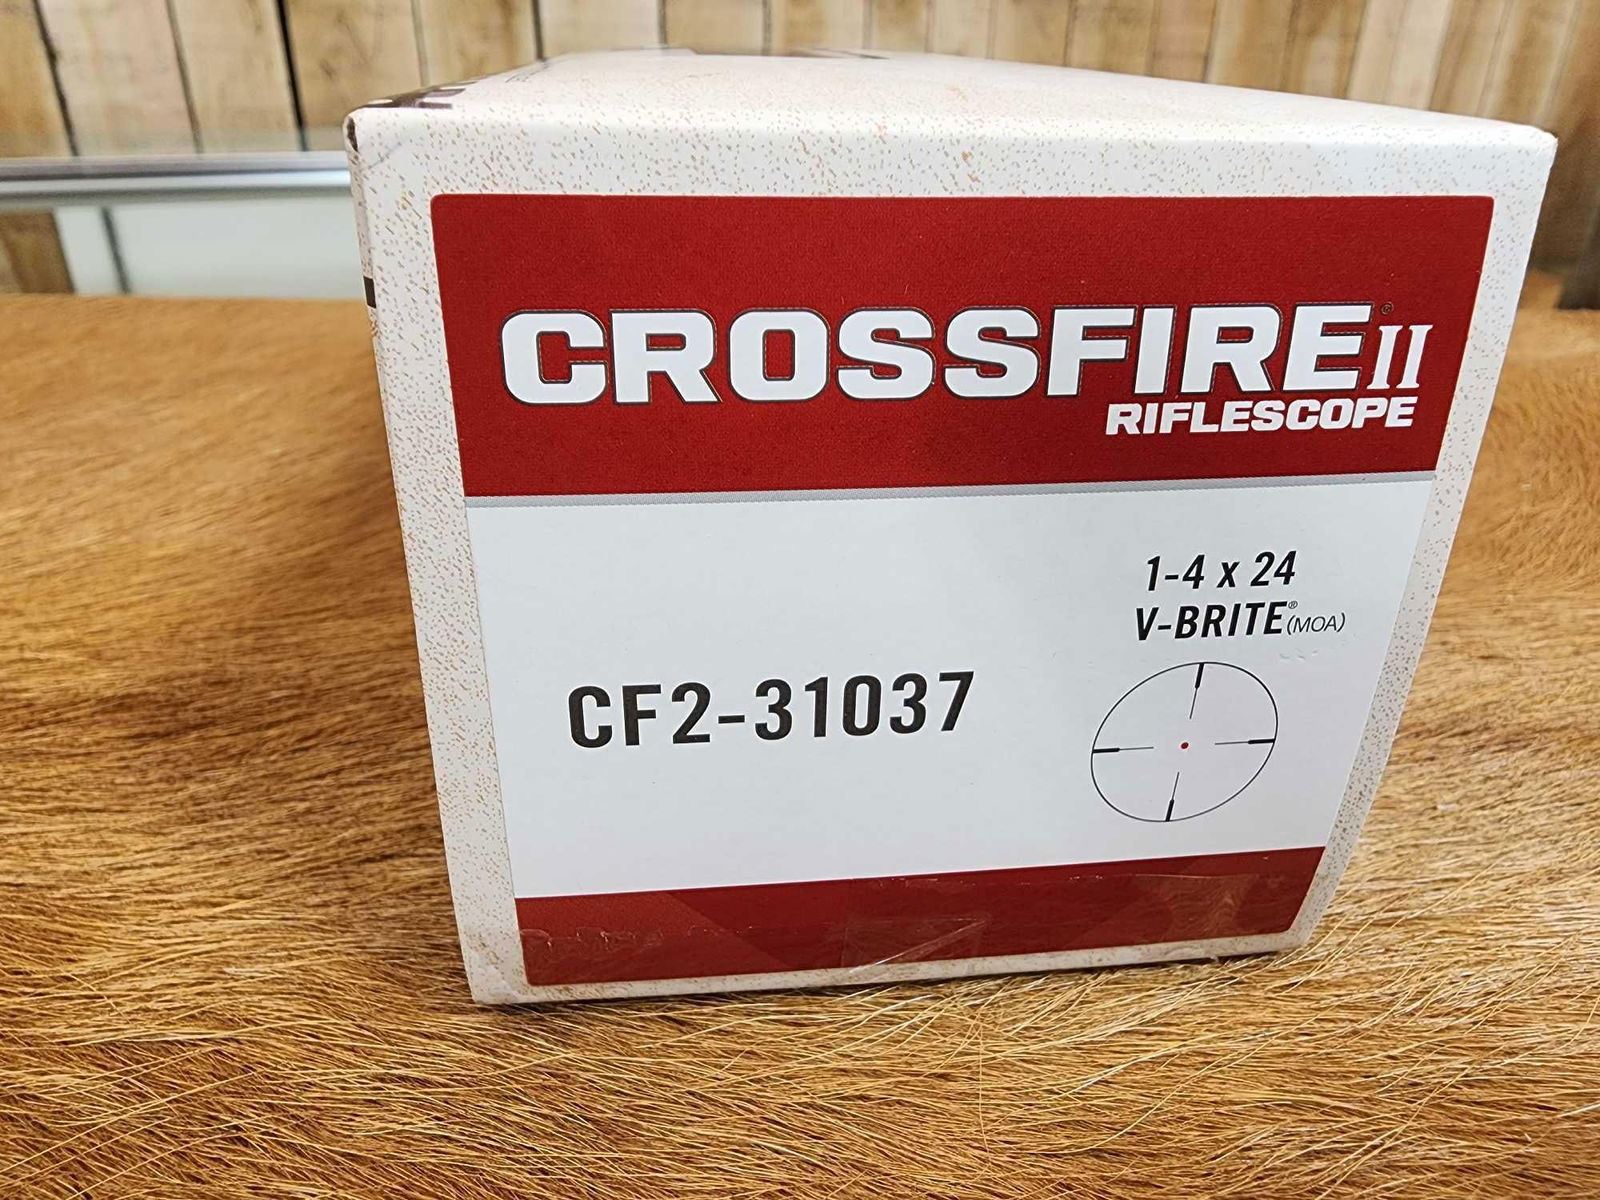 CROSSFIRE® II
RIFLESCOPE
1-4 x 24
V-BRITE® (MOA)
CF2-31037